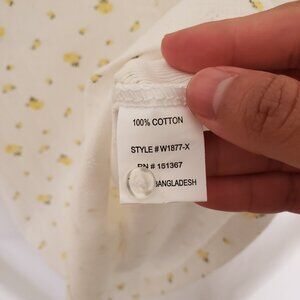 100% COTTON
STYLE # W1877-X
RN # 151367
BANGLADESH